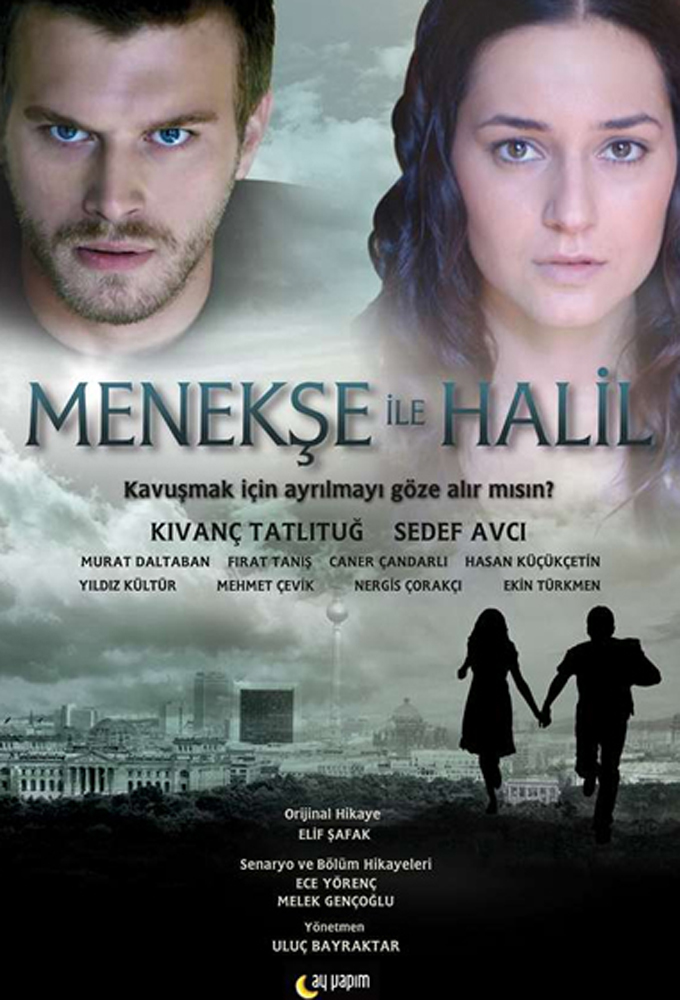 MENEKŞE İLE HALİL
Kavuşmak için ayrılmayı göze alır mısın?
KIVANÇ TATLITUĞ SEDEF AVCI
MURAT DALTABAN FIRAT TANIŞ CANER ÇANDARLI HASAN KÜÇÜKÇETİN
YILDIZ KÜLTÜR MEHMET ÇEVİK NERGİS ÇORAKÇI EKİN TÜRKMEN
Orijinal Hikaye
ELİF ŞAFAK
Senaryo ve Bölüm Hikayeleri
ECE YÖRENÇ
MELEK GENÇOĞLU
Yönetmen
ULUÇ BAYRAKTAR
ay yapım